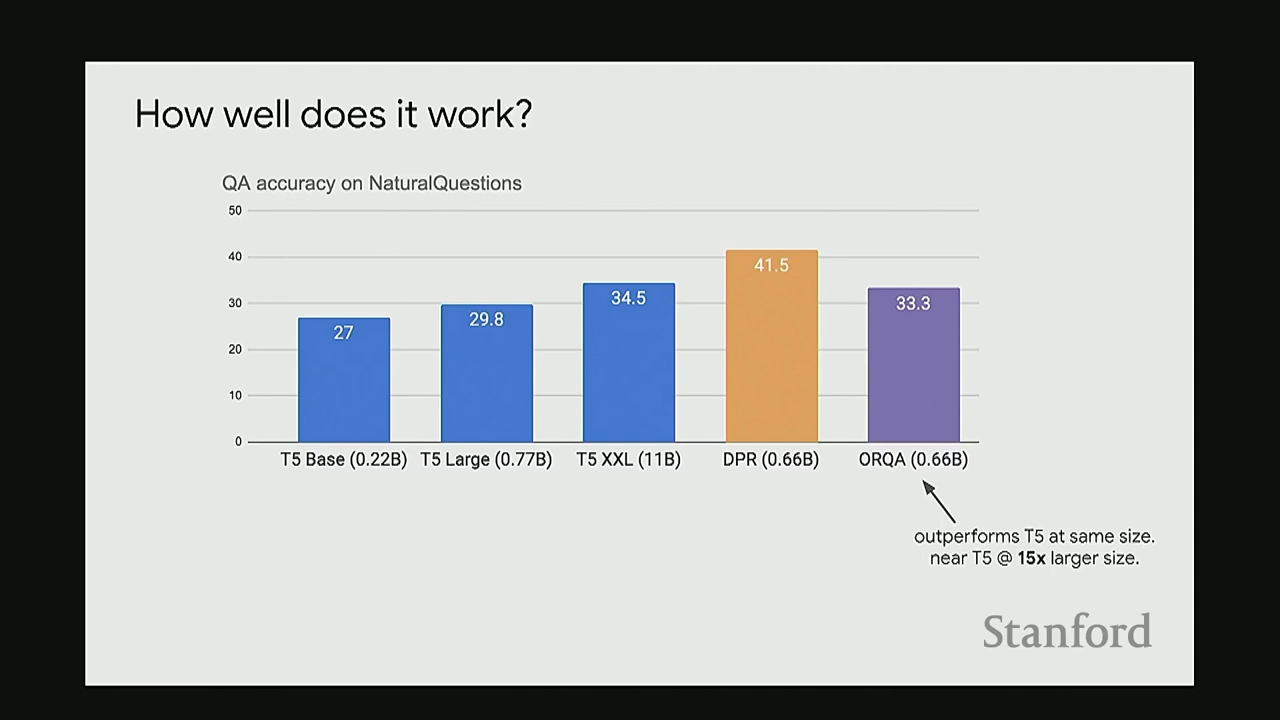 How well does it work?
QA accuracy on NaturalQuestions
50
40
30
20
10
0
27
29.8
34.5
41.5
33.3
T5 Base (0.22B) T5 Large (0.77B) T5 XXL (11B) DPR (0.66B) ORQA (0.66B)
outperforms T5 at same size.
near T5 @ 15x larger size.
Stanford